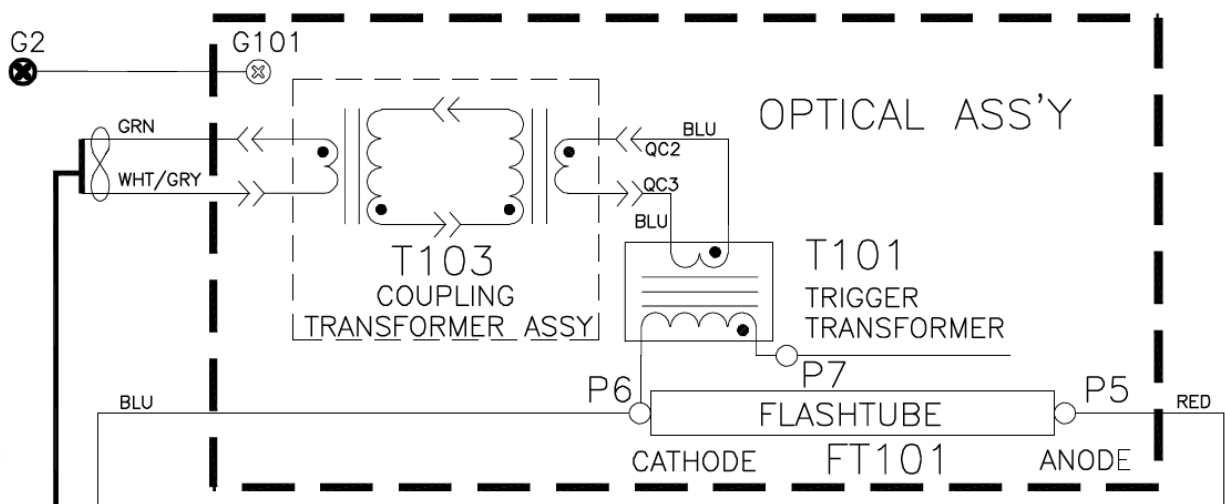 G2
G101
OPTICAL ASS'Y
GRN
BLU
QC2
WHT/GRY
QC3
BLU
T103
COUPLING
TRANSFORMER ASSY
T101
TRIGGER
TRANSFORMER
P7
P6
P5
BLU
FLASHTUBE
RED
CATHODE
FT101
ANODE